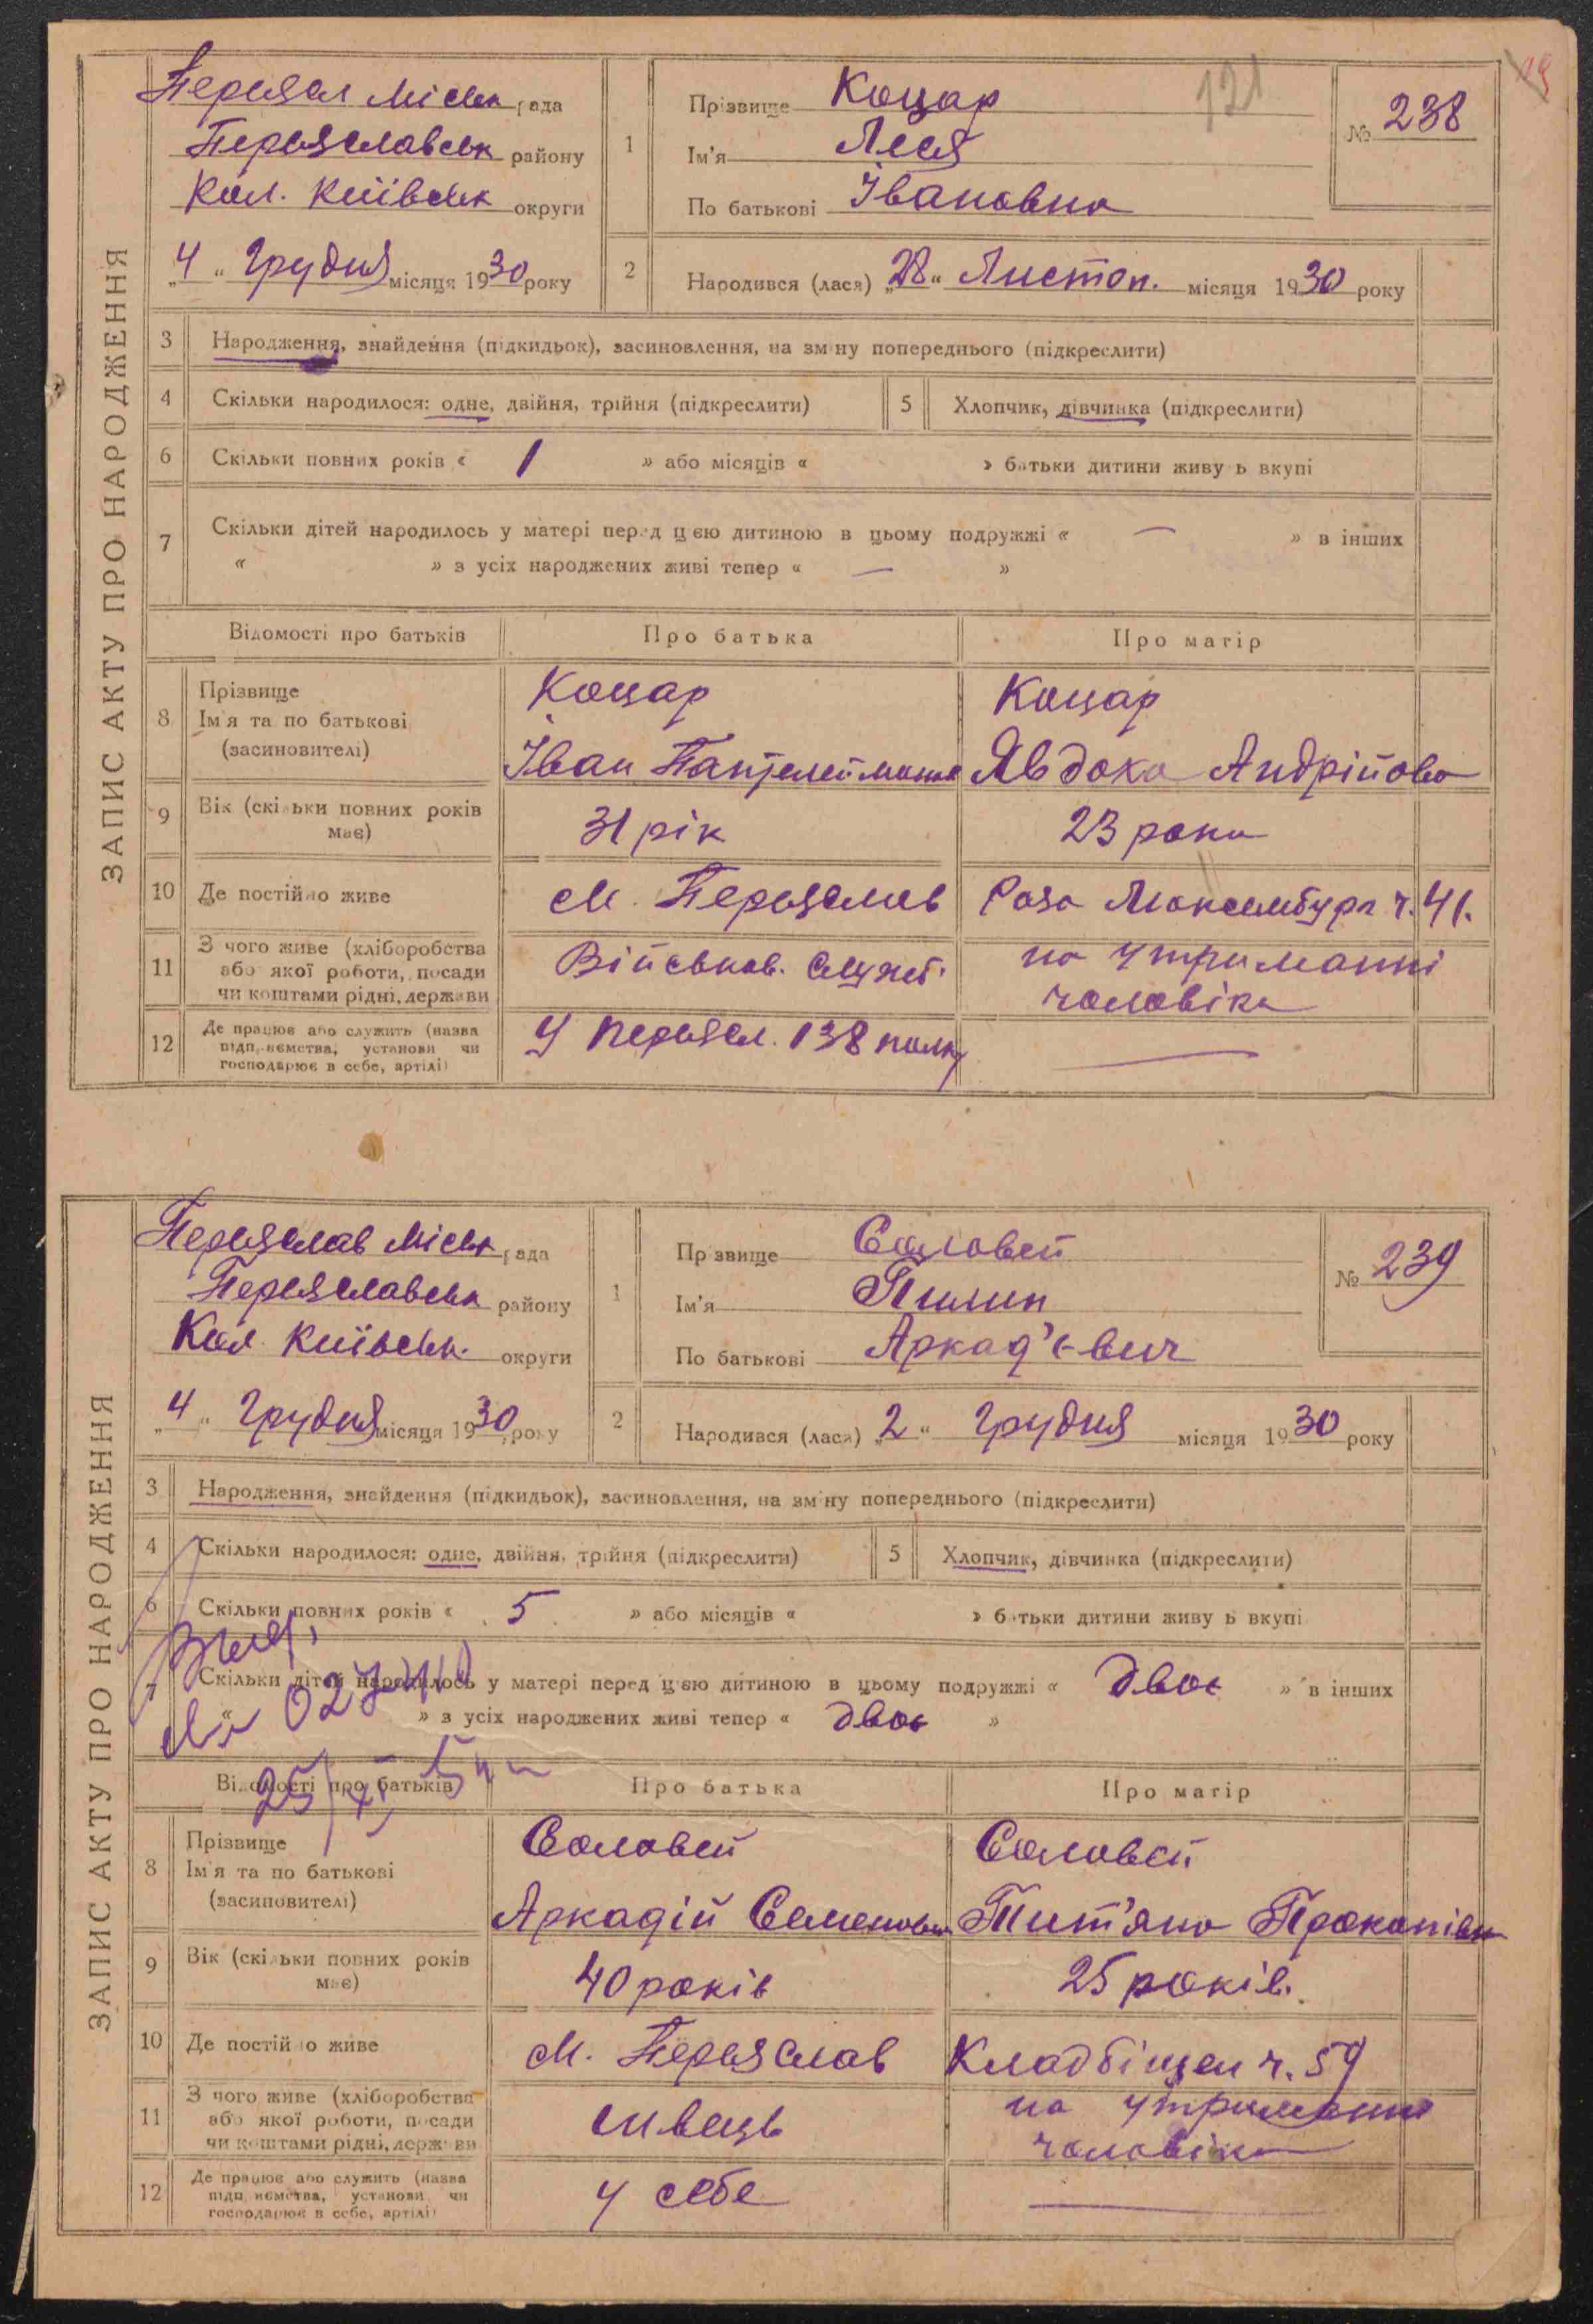 ЗАПИС АКТУ ПРО НАРОДЖЕННЯ
Переясл міськ рада
Переяславськ району
Кол. Київськ округи
„4“ Грудня місяця 1930 року
121
1 Прізвище Коцар
Ім'я Леся
По батькові Івановна
№ 238
2 Народився (лася) „28“ Листоп. місяця 1930 року
3 Народження, знайдення (підкидьок), засиновлення, на зміну попереднього (підкреслити)
4 Скільки народилося: одне, двійня, трійня (підкреслити)
5 Хлопчик, дівчинка (підкреслити)
6 Скільки повних років « 1 » або місяців « » батьки дитини живуть вкупі
7 Скільки дітей народилось у матері перед цією дитиною в цьому подружжі « — » в інших
« » з усіх народжених живі тепер « — »
Відомості про батьків Про батька Про матір
8 Прізвище
Ім'я та по батькові
(засиновителі)
Коцар
Іван Пантелеймонов
Коцар
Явдока Андрійовна
9 Вік (скільки повних років має)
31 рік
23 роки
10 Де постійно живе
м. Переяслав Роза Люксембург ч. 41.
11 З чого живе (хліборобства
або якої роботи, посади
чи коштами рідні, держави
Військов. служб.
на утриманні
чоловіка
12 Де працює або служить (назва
підприємства, установи чи
господарює в себе, артілі)
У Переясл. 138 полку
—
ЗАПИС АКТУ ПРО НАРОДЖЕННЯ
Переяслав міськ рада
Переяславськ району
Кол Київськ. округи
„4“ Грудня місяця 1930 року
1 Прізвище Соловей
Ім'я Пилип
По батькові Аркад'євич
№ 239
2 Народився (лася) „2“ Грудня місяця 1930 року
3 Народження, знайдення (підкидьок), засиновлення, на зміну попереднього (підкреслити)
4 Скільки народилося: одне, двійня, трійня (підкреслити)
5 Хлопчик, дівчинка (підкреслити)
6 Скільки повних років « 5 » або місяців « » батьки дитини живуть вкупі
7 Скільки дітей народилось у матері перед цією дитиною в цьому подружжі « двоє » в інших
« » з усіх народжених живі тепер « двоє »
Відомості про батьків Про батька Про матір
8 Прізвище
Ім'я та по батькові
(засиновителі)
Соловей
Аркадій Семенович
Соловей
Тит'яна Прокопівн
9 Вік (скільки повних років має)
40 років
25 років.
10 Де постійно живе
м. Переяслав Кладбіщен ч. 59
11 З чого живе (хліборобства
або якої роботи, посади
чи коштами рідні, держави
швець
на утриманні
чоловіка
12 Де працює або служить (назва
підприємства, установи чи
господарює в себе, артілі)
у себе
—